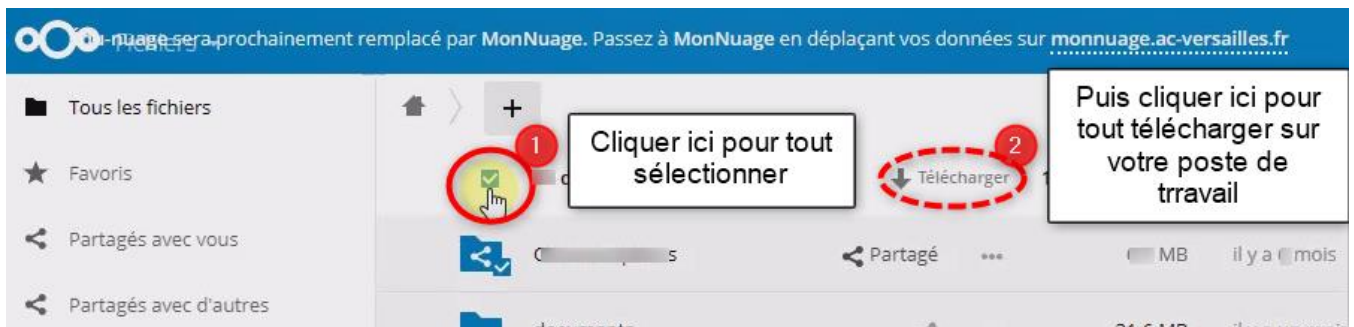 prochainement remplacé par MonNuage. Passez à MonNuage en déplaçant vos données sur monnuage.ac-versailles.fr
Tous les fichiers
+
Puis cliquer ici pour
tout télécharger sur
votre poste de
trravail
1
Cliquer ici pour tout
sélectionner
2
Favoris
Télécharger
Partagés avec vous
Partagé
•••
MB
il y a
mois
Partagés avec d'autres